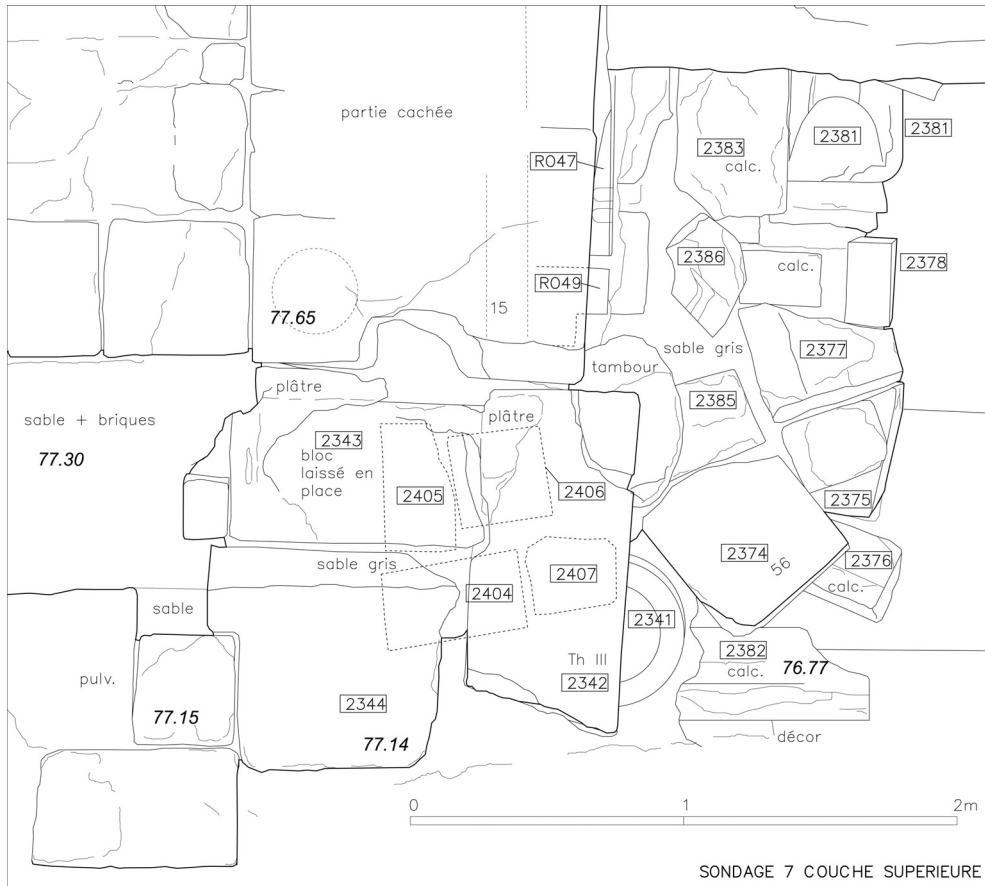 partie cachée
2383
calc.
2381
2381
RO47
2386
calc.
2378
RO49
77.65
15
sable gris
2377
tambour
plâtre
2385
plâtre
sable + briques
77.30
2343
bloc
laissé en
place
2405
2406
2375
2374
56
2376
calc.
sable gris
2407
2404
sable
2341
2382
calc.
76.77
Th III
2342
pulv.
2344
77.15
77.14
décor
0
1
2m
SONDAGE 7 COUCHE SUPERIEURE